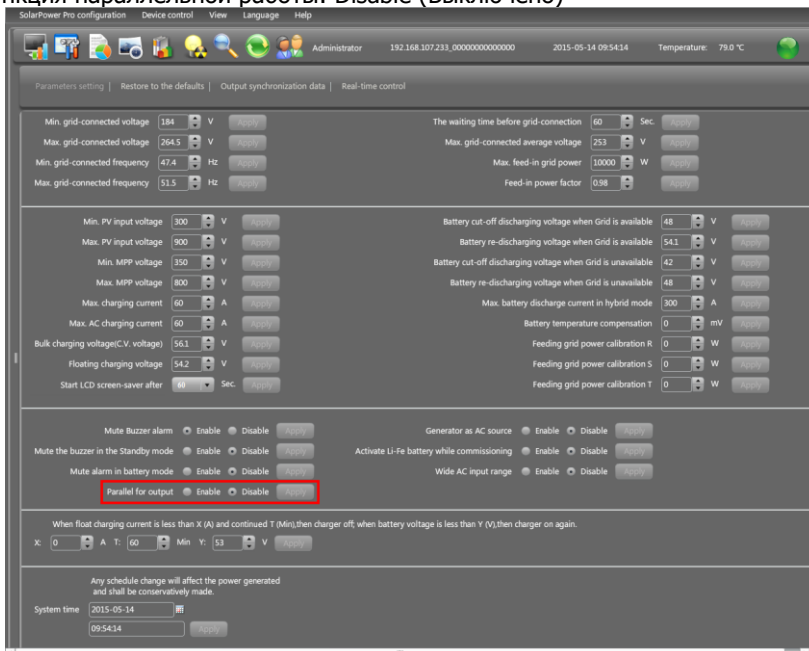 нкция параллельной работы: Disable (Выключено)
SolarPower Pro configuration Device control View Language Help
Administrator 192.168.107.233_00000000000000 2015-05-14 09:54:14 Temperature: 79.0 ℃
Parameters setting | Restore to the defaults | Output synchronization data | Real-time control
Min. grid-connected voltage 184 V Apply The waiting time before grid-connection 60 Sec. Apply
Max. grid-connected voltage 264.5 V Apply Max. grid-connected average voltage 253 V Apply
Min. grid-connected frequency 47.4 Hz Apply Max. feed-in grid power 10000 W Apply
Max. grid-connected frequency 51.5 Hz Apply Feed-in power factor 0.98 Apply
Min. PV input voltage 300 V Apply Battery cut-off discharging voltage when Grid is available 48 V Apply
Max. PV input voltage 900 V Apply Battery re-discharging voltage when Grid is available 54.1 V Apply
Min. MPP voltage 350 V Apply Battery cut-off discharging voltage when Grid is unavailable 42 V Apply
Max. MPP voltage 800 V Apply Battery re-discharging voltage when Grid is unavailable 48 V Apply
Max. charging current 60 A Apply Max. battery discharge current in hybrid mode 300 A Apply
Max. AC charging current 60 A Apply Battery temperature compensation 0 mV Apply
Bulk charging voltage(C.V. voltage) 56.1 V Apply Feeding grid power calibration R 0 W Apply
Floating charging voltage 54.2 V Apply Feeding grid power calibration S 0 W Apply
Start LCD screen-saver after 60 Sec. Apply Feeding grid power calibration T 0 W Apply
Mute Buzzer alarm Enable Disable Apply Generator as AC source Enable Disable Apply
Mute the buzzer in the Standby mode Enable Disable Apply Activate Li-Fe battery while commissioning Enable Disable Apply
Mute alarm in battery mode Enable Disable Apply Wide AC input range Enable Disable Apply
Parallel for output Enable Disable Apply
When float charging current is less than X (A) and continued T (Min),then charger off, when battery voltage is less than Y (V),then charger on again.
X: 0 A T: 60 Min Y: 53 V Apply
Any schedule change will affect the power generated
and shall be conservatively made.
System time 2015-05-14
09:54:14 Apply